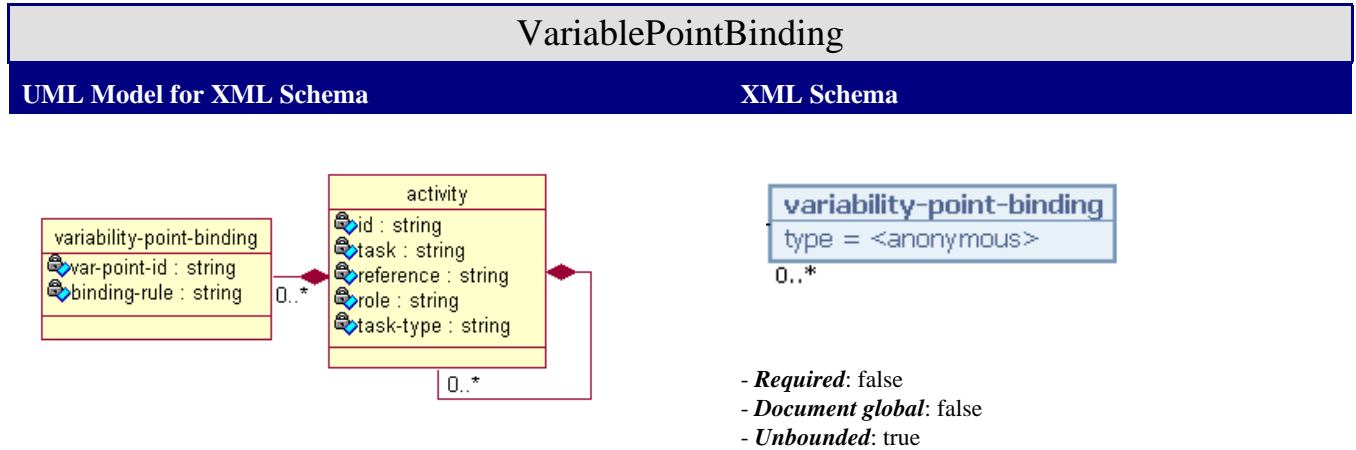 VariablePointBinding
UML Model for XML Schema
XML Schema
variability-point-binding
var-point-id : string
binding-rule : string
0..*
activity
id : string
task : string
reference : string
role : string
task-type : string
0..*
variability-point-binding
type = <anonymous>
0..*
- Required: false
- Document global: false
- Unbounded: true